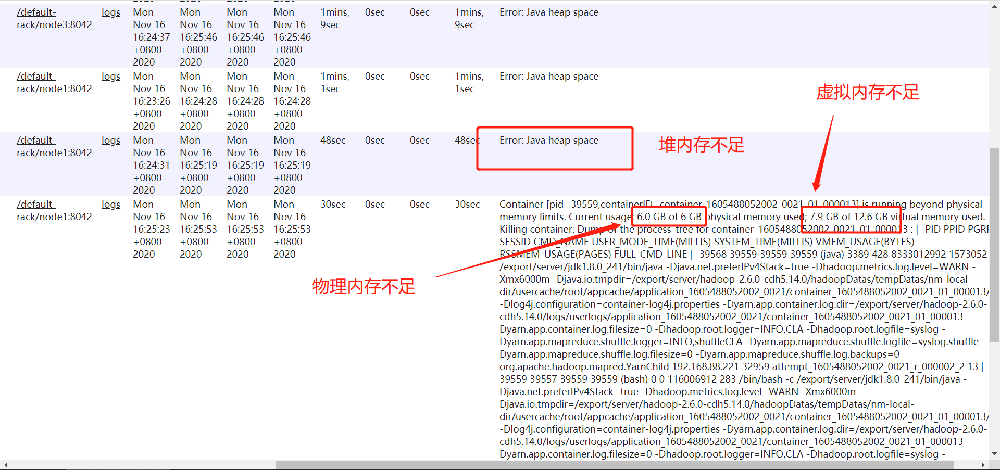 2020 2020 2020 2020
/default- logs Mon Mon Mon Mon 1mins, 0sec 0sec 1mins, Error: Java heap space
rack/node3:8042 Nov 16 Nov 16 Nov 16 Nov 16 9sec 9sec
16:24:37 16:25:46 16:25:46 16:25:46
+0800 +0800 +0800 +0800
2020 2020 2020 2020
/default- logs Mon Mon Mon Mon 1mins, 0sec 0sec 1mins, Error: Java heap space
rack/node1:8042 Nov 16 Nov 16 Nov 16 Nov 16 1sec 1sec
虚拟内存不足
16:23:26 16:24:28 16:24:28 16:24:28
+0800 +0800 +0800 +0800
2020 2020 2020 2020
/default- logs Mon Mon Mon Mon 48sec 0sec 0sec 48sec Error: Java heap space
堆内存不足
rack/node1:8042 Nov 16 Nov 16 Nov 16 Nov 16
16:24:31 16:25:19 16:25:19 16:25:19
+0800 +0800 +0800 +0800
2020 2020 2020 2020
/default- logs Mon Mon Mon Mon 30sec 0sec 0sec 30sec
rack/node1:8042 Nov 16 Nov 16 Nov 16 Nov 16
16:25:23 16:25:53 16:25:53 16:25:53
+0800 +0800 +0800 +0800
2020 2020 2020 2020
Container [pid=39559,containerID=container_1605488052002_0021_01_000013] is running beyond physical
memory limits. Current usage: 6.0 GB of 6 GB physical memory used; 7.9 GB of 12.6 GB virtual memory used.
Killing container. Dump of the process-tree for container_1605488052002_0021_01_000013 : |- PID PPID PGRP
SESSID CMD_NAME USER_MODE_TIME(MILLIS) SYSTEM_TIME(MILLIS) VMEM_USAGE(BYTES)
RSSMEM_USAGE(PAGES) FULL_CMD_LINE |- 39568 39559 39559 39559 (java) 3389 428 8333012992 1573052
/export/server/jdk1.8.0_241/bin/java -Djava.net.preferIPv4Stack=true -Dhadoop.metrics.log.level=WARN -
Xmx6000m -Djava.io.tmpdir=/export/server/hadoop-2.6.0-cdh5.14.0/hadoopDatas/tempDatas/nm-local-
物理内存不足
dir/usercache/root/appcache/application_1605488052002_0021/container_1605488052002_0021_01_000013/
-Dlog4j.configuration=container-log4j.properties -Dyarn.app.container.log.dir=/export/server/hadoop-2.6.0-
cdh5.14.0/logs/userlogs/application_1605488052002_0021/container_1605488052002_0021_01_000013 -
Dyarn.app.container.log.filesize=0 -Dhadoop.root.logger=INFO,CLA -Dhadoop.root.logfile=syslog -
Dyarn.app.mapreduce.shuffle.logger=INFO,shuffleCLA -Dyarn.app.mapreduce.shuffle.logfile=syslog.shuffle -
Dyarn.app.mapreduce.shuffle.log.filesize=0 -Dyarn.app.mapreduce.shuffle.log.backups=0
org.apache.hadoop.mapred.YarnChild 192.168.88.221 32959 attempt_1605488052002_0021_r_000002_2 13 |-
39559 39557 39559 39559 (bash) 0 0 116006912 283 /bin/bash -c /export/server/jdk1.8.0_241/bin/java -
Djava.net.preferIPv4Stack=true -Dhadoop.metrics.log.level=WARN -Xmx6000m -
Djava.io.tmpdir=/export/server/hadoop-2.6.0-cdh5.14.0/hadoopDatas/tempDatas/nm-local-
dir/usercache/root/appcache/application_1605488052002_0021/container_1605488052002_0021_01_000013/
-Dlog4j.configuration=container-log4j.properties -Dyarn.app.container.log.dir=/export/server/hadoop-2.6.0-
cdh5.14.0/logs/userlogs/application_1605488052002_0021/container_1605488052002_0021_01_000013 -
Dyarn.app.container.log.filesize=0 -Dhadoop.root.logger=INFO,CLA -Dhadoop.root.logfile=syslog -